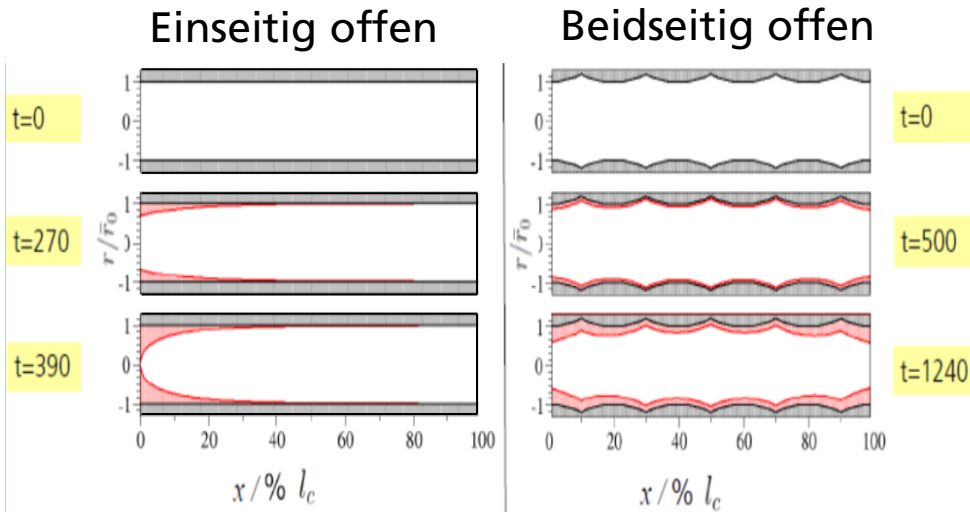 Einseitig offen
Beidseitig offen
t=0
1
0
-1
t=270
r/r̄₀
1
-1
t=390
1
0
-1
0 20 40 60 80 100
x/% l_c
1
0
-1
t=0
r/r̄₀
1
-1
t=500
1
0
-1
t=1240
0 20 40 60 80 100
x/% l_c